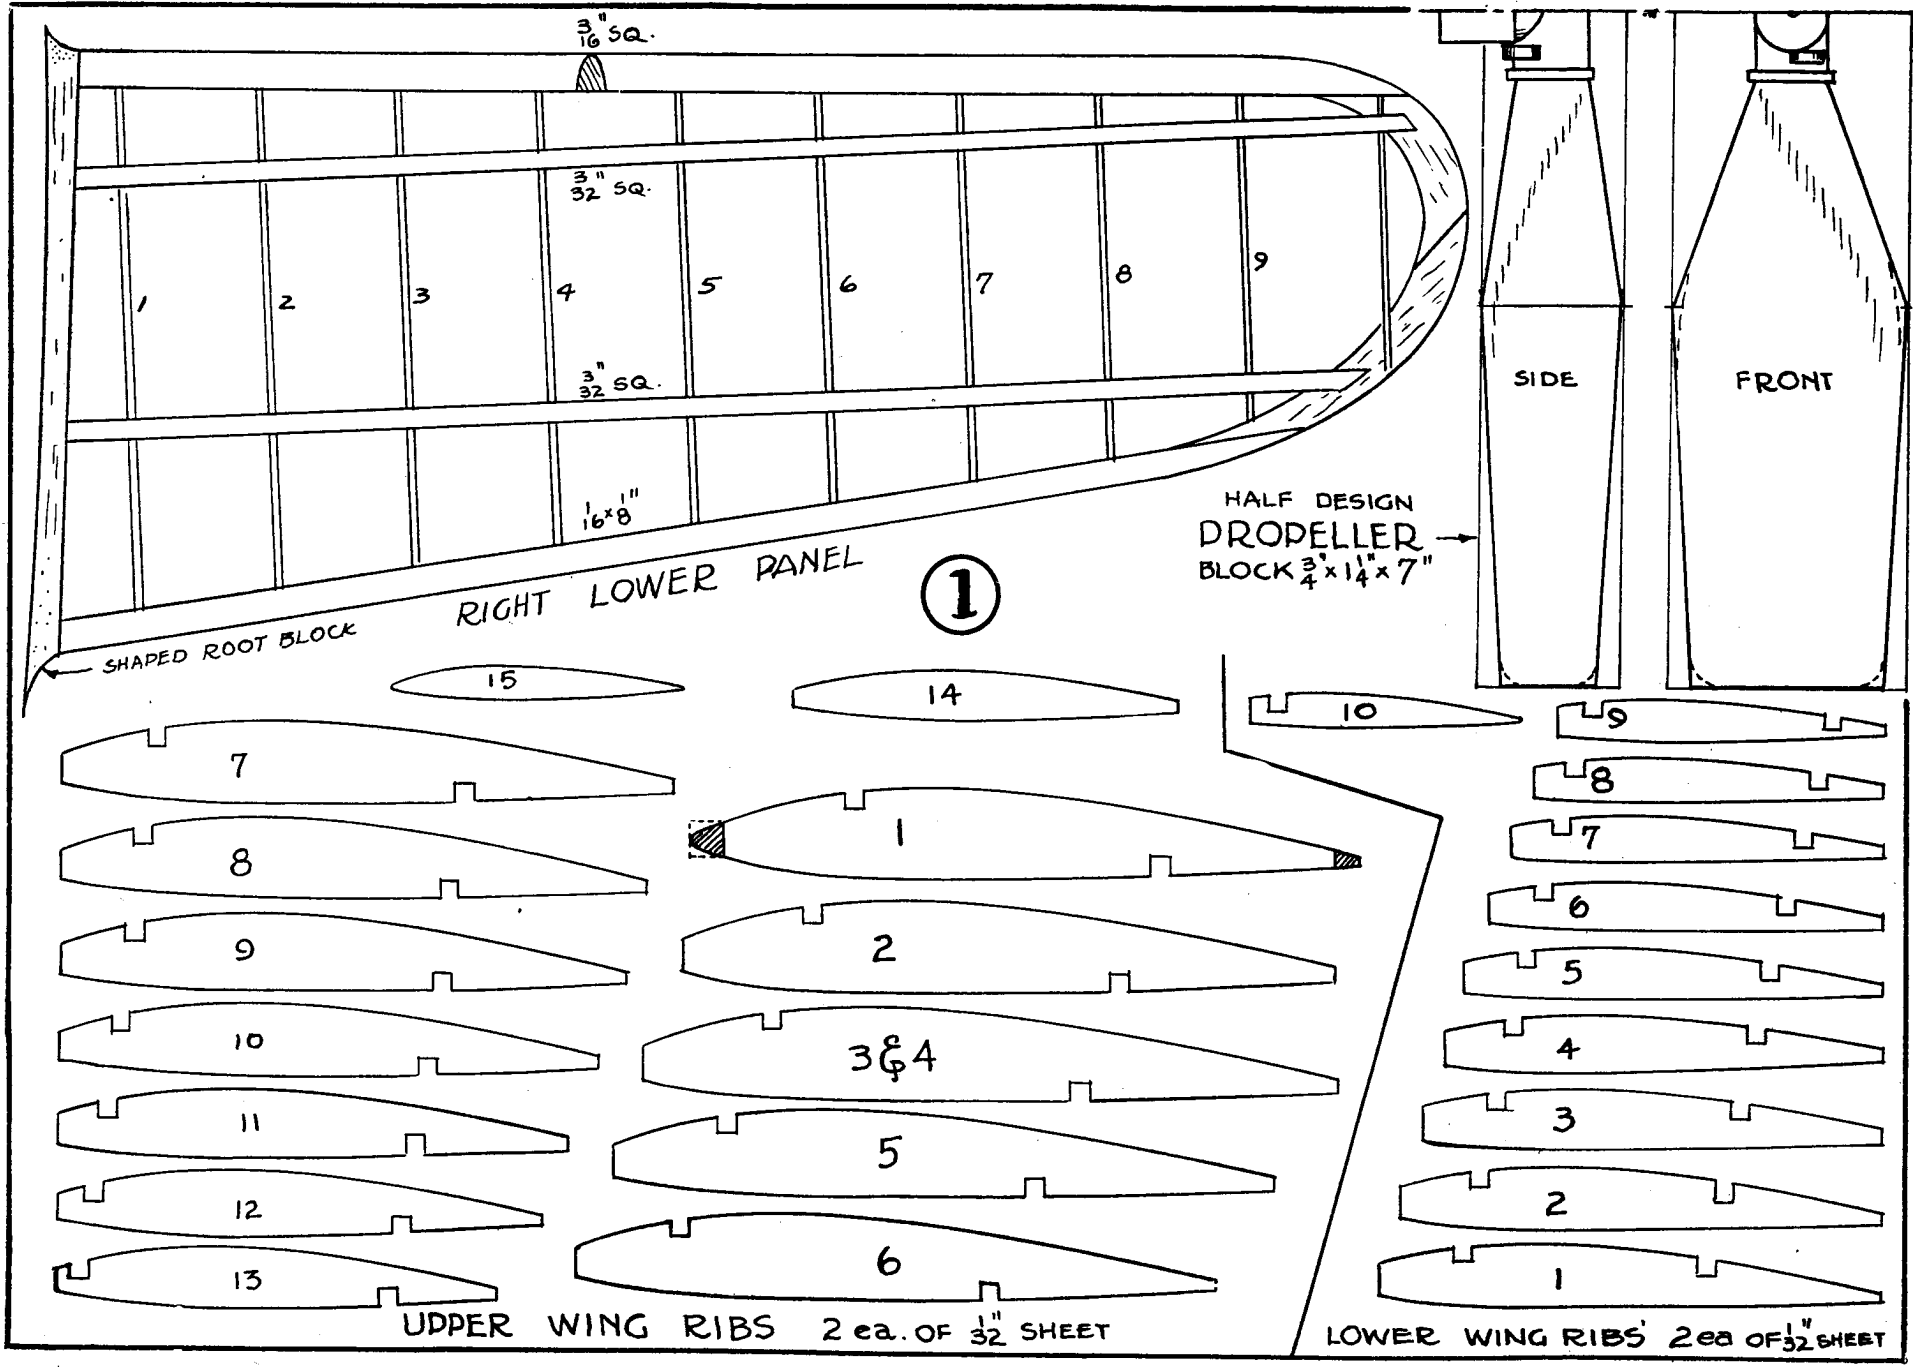 3/16" SQ.
3/32" SQ.
1
2
3
4
5
6
7
8
9
3/32" SQ.
1/16 x 1/8"
RIGHT LOWER PANEL
SHAPED ROOT BLOCK
1
SIDE
FRONT
HALF DESIGN
PROPELLER
BLOCK 3/4" x 1 1/4" x 7"
15
14
7
8
9
10
11
12
13
1
2
3 & 4
5
6
UPPER WING RIBS 2 ea. OF 1/32" SHEET
10
9
8
7
6
5
4
3
2
1
LOWER WING RIBS 2 ea OF 1/32" SHEET